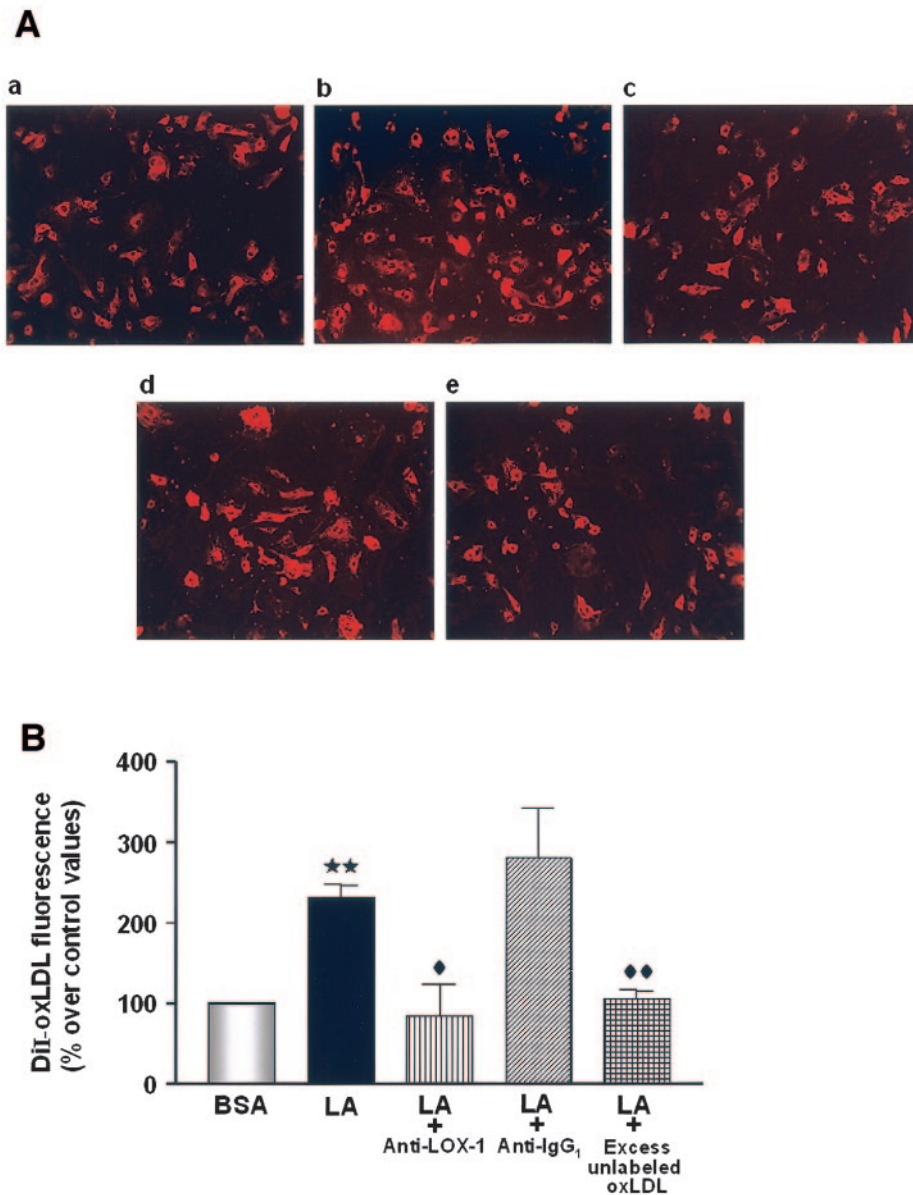 A
a
b
c
d
e
B
DiI-oxLDL fluorescence
(% over control values)
400
300
200
100
0
★★
♦
♦♦
BSA
LA
LA
+
Anti-LOX-1
LA
+
Anti-IgG₁
LA
+
Excess
unlabeled
oxLDL